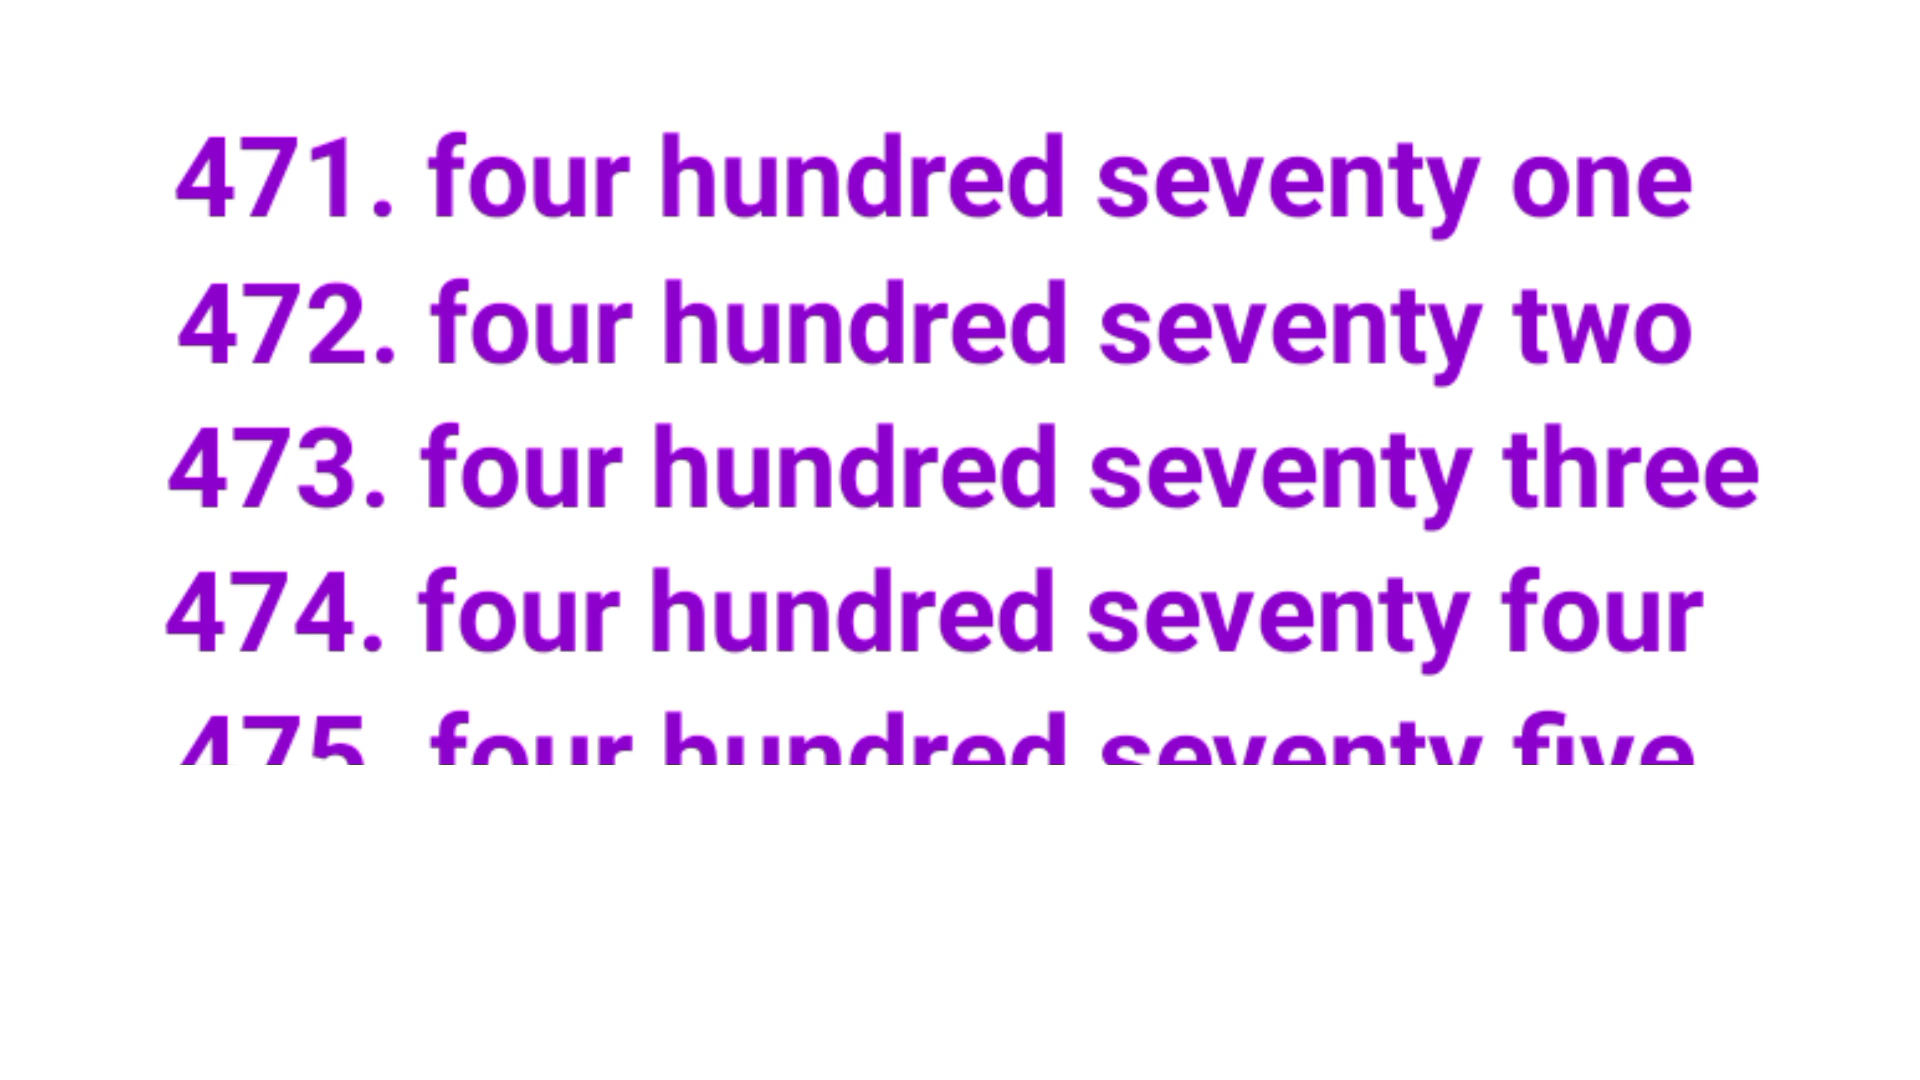 471. four hundred seventy one
472. four hundred seventy two
473. four hundred seventy three
474. four hundred seventy four
475. four hundred seventy five